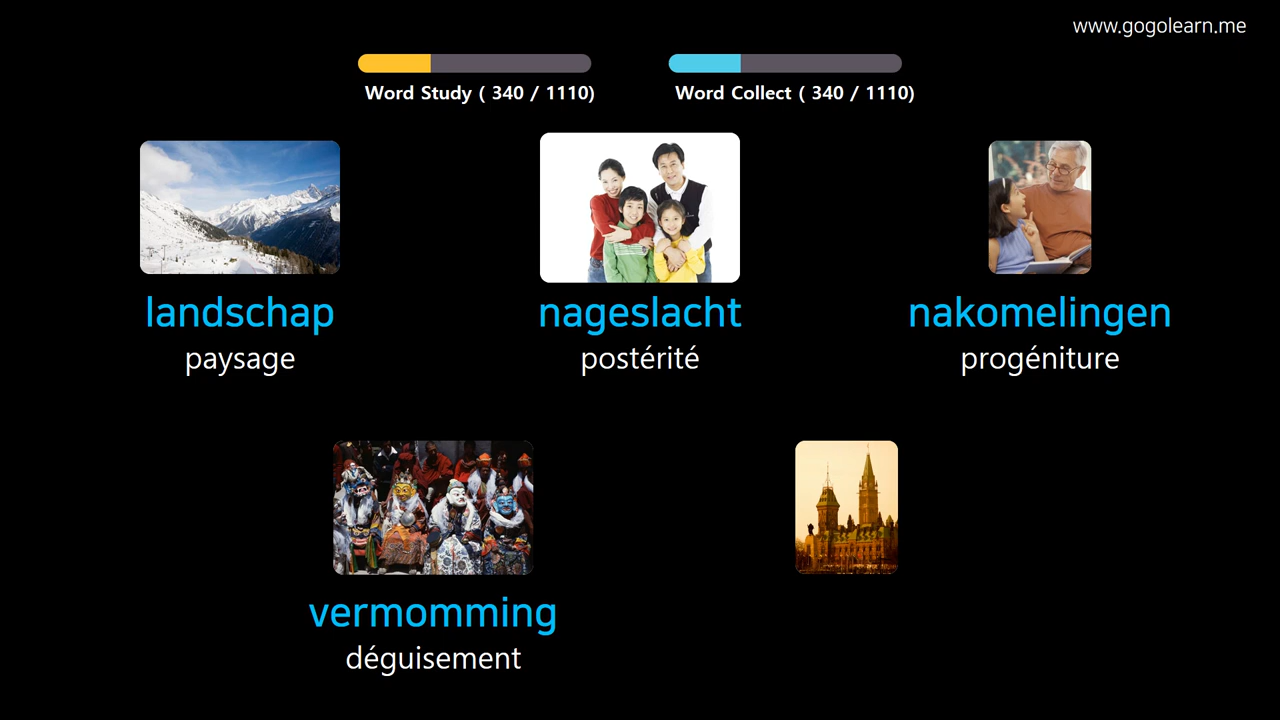 www.gogolearn.me
Word Study ( 340 / 1110)
Word Collect ( 340 / 1110)
landschap
paysage
nageslacht
postérité
nakomelingen
progéniture
vermomming
déguisement